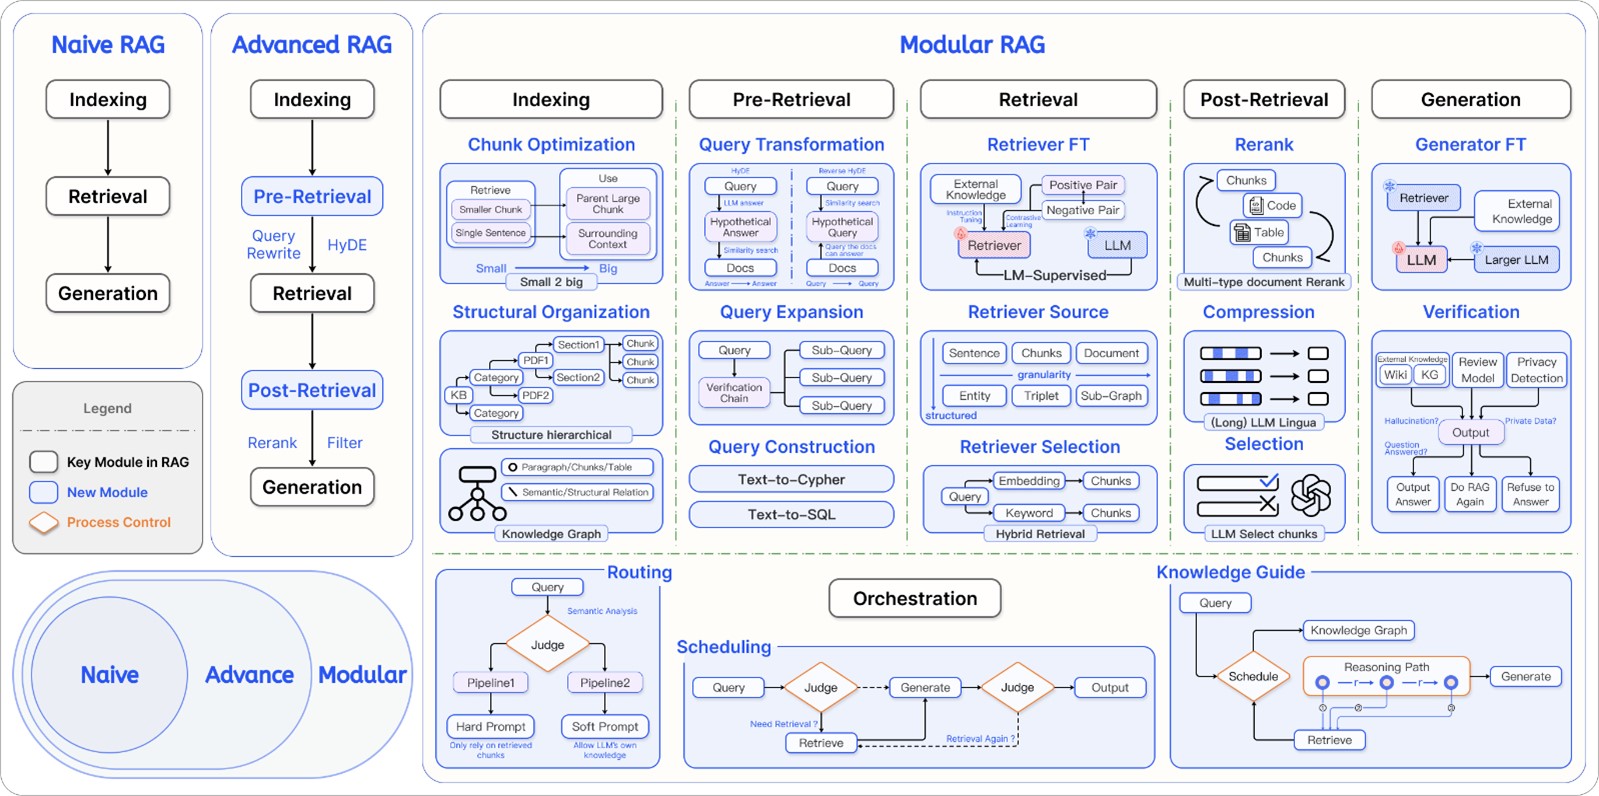 Naive RAG
Indexing
Retrieval
Generation
Advanced RAG
Indexing
Pre-Retrieval
Query
Rewrite
HyDE
Retrieval
Post-Retrieval
Rerank
Filter
Generation
Legend
Key Module in RAG
New Module
Process Control
Naive
Advance
Modular
Modular RAG
Indexing
Chunk Optimization
Retrieve
Smaller Chunk
Single Sentence
Use
Parent Large
Chunk
Surrounding
Context
Small
Big
Small 2 big
Structural Organization
KB
Category
Category
PDF1
PDF2
Section1
Section2
Chunk
Chunk
Chunk
Structure hierarchical
Paragraph/Chunks/Table
Semantic/Structural Relation
Knowledge Graph
Pre-Retrieval
Query Transformation
HyDE
Query
LLM answer
Hypothetical
Answer
Similarity search
Docs
Answer
Answer
Reverse HyDE
Query
Similarity search
Hypothetical
Query
Query the docs
can answer
Docs
Query
Query
Query Expansion
Query
Verification
Chain
Sub-Query
Sub-Query
Sub-Query
Query Construction
Text-to-Cypher
Text-to-SQL
Retrieval
Retriever FT
External
Knowledge
Positive Pair
Negative Pair
Instruction
Tuning
Contrastive
Learning
Retriever
LLM
LM-Supervised
Retriever Source
Sentence
Chunks
Document
granularity
Entity
Triplet
Sub-Graph
structured
Retriever Selection
Query
Embedding
Chunks
Keyword
Chunks
Hybrid Retrieval
Post-Retrieval
Rerank
Chunks
Code
Table
Chunks
Multi-type document Rerank
Compression
(Long) LLM Lingua
Selection
LLM Select chunks
Generation
Generator FT
Retriever
External
Knowledge
LLM
Larger LLM
Verification
External Knowledge
Wiki
KG
Review
Model
Privacy
Detection
Hallucination?
Output
Private Data?
Question
Answered?
Output
Answer
Do RAG
Again
Refuse to
Answer
Routing
Query
Semantic Analysis
Judge
Pipeline1
Pipeline2
Hard Prompt
Soft Prompt
Only rely on retrieved
chunks
Allow LLM's own
knowledge
Orchestration
Scheduling
Query
Judge
Generate
Judge
Output
Need Retrieval ?
Retrieve
Retrieval Again ?
Knowledge Guide
Query
Knowledge Graph
Schedule
Reasoning Path
r
r
Generate
Retrieve